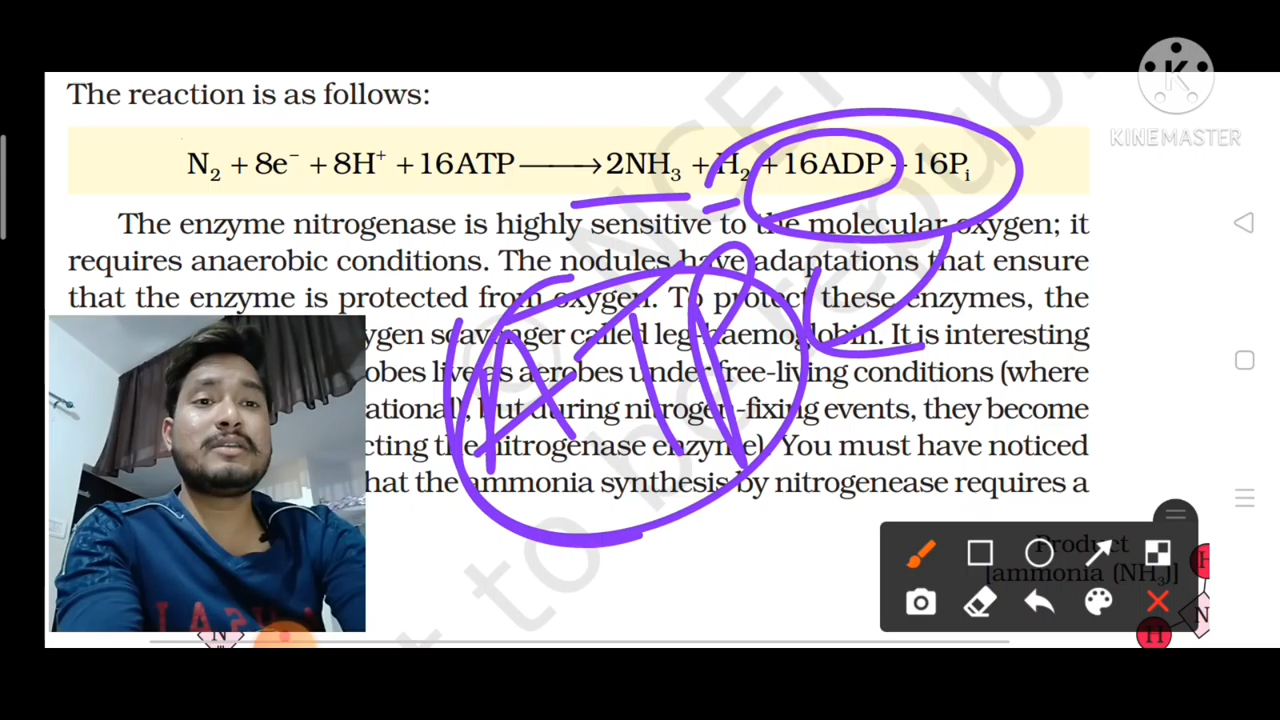 The reaction is as follows:
N₂ + 8e⁻ + 8H⁺ + 16ATP ⟶ 2NH₃ + H₂ + 16ADP + 16Pᵢ
The enzyme nitrogenase is highly sensitive to the molecular oxygen; it
requires anaerobic conditions. The nodules have adaptations that ensure
that the enzyme is protected from oxygen. To protect these enzymes, the
ygen scavenger called leg-haemoglobin. It is interesting
obes live as aerobes under free-living conditions (where
ational), but during nitrogen-fixing events, they become
cting the nitrogenase enzyme). You must have noticed
hat the ammonia synthesis by nitrogenease requires a
ATP
KINEMASTER
Product
[ammonia (NH₃)]
H
N
H
N